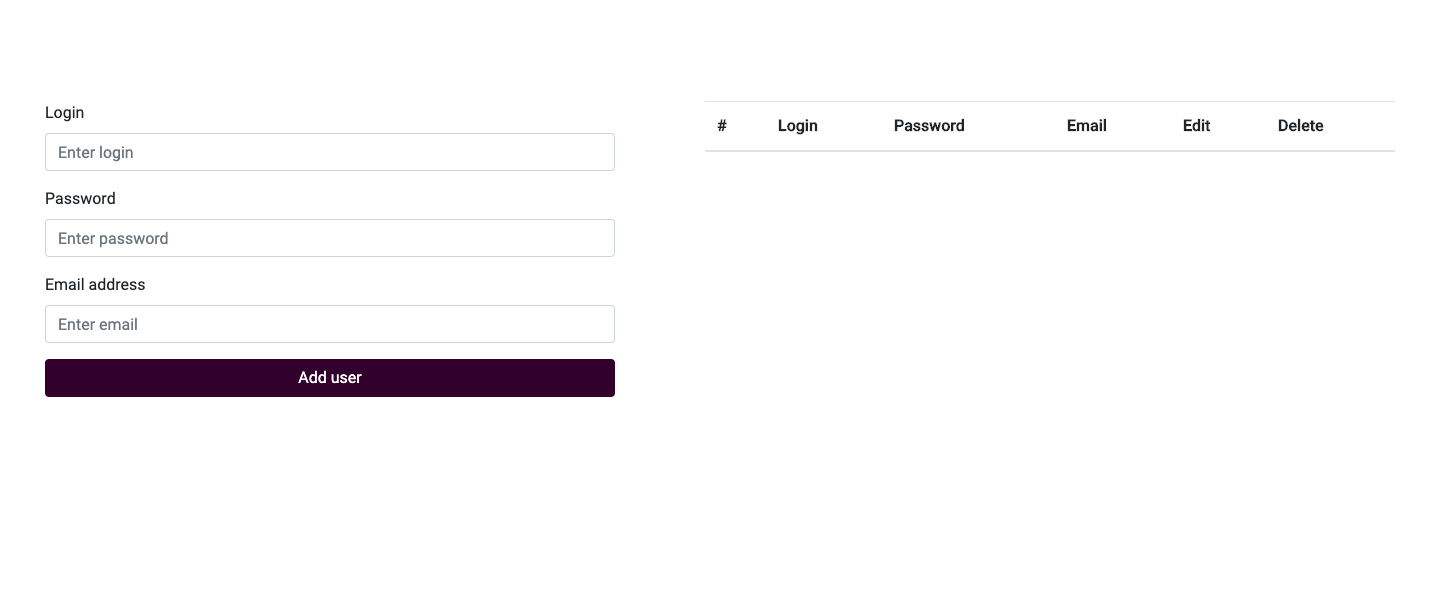 Login
Enter login
Password
Enter password
Email address
Enter email
Add user
# Login Password Email Edit Delete